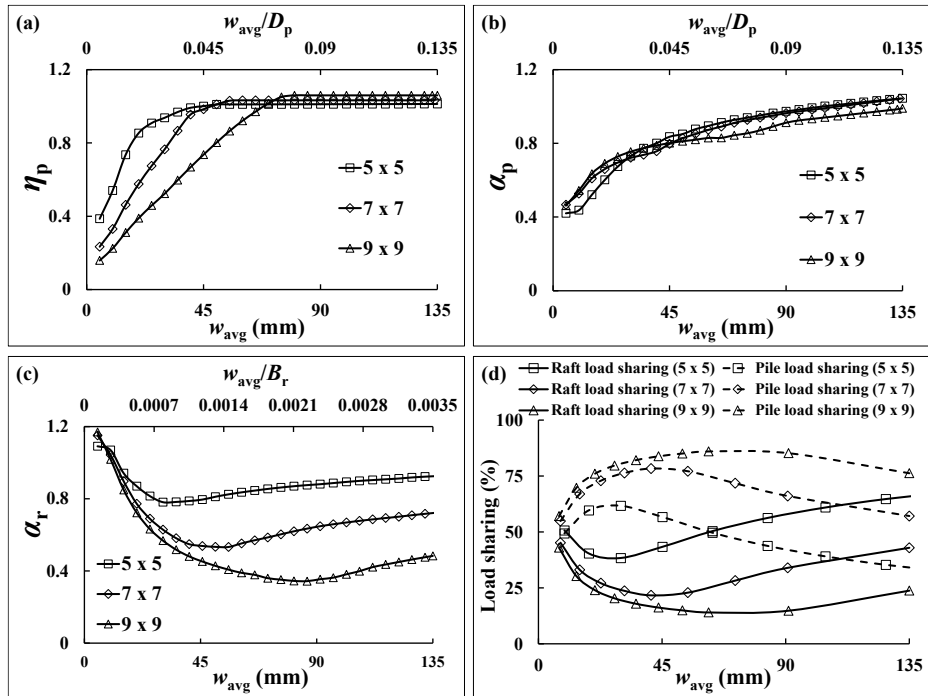 (a)
w_avg/D_p
0 0.045 0.09 0.135
1.2
0.8
0.4
0
η_p
5 x 5
7 x 7
9 x 9
0 45 90 135
w_avg (mm)
(b)
w_avg/D_p
0 0.045 0.09 0.135
1.2
0.8
0.4
0
α_p
5 x 5
7 x 7
9 x 9
0 45 90 135
w_avg (mm)
(c)
w_avg/B_r
0 0.0007 0.0014 0.0021 0.0028 0.0035
1.2
0.8
0.4
0
α_r
5 x 5
7 x 7
9 x 9
0 45 90 135
w_avg (mm)
(d)
Raft load sharing (5 x 5) Pile load sharing (5 x 5)
Raft load sharing (7 x 7) Pile load sharing (7 x 7)
Raft load sharing (9 x 9) Pile load sharing (9 x 9)
100
75
50
25
0
Load sharing (%)
0 45 90 135
w_avg (mm)